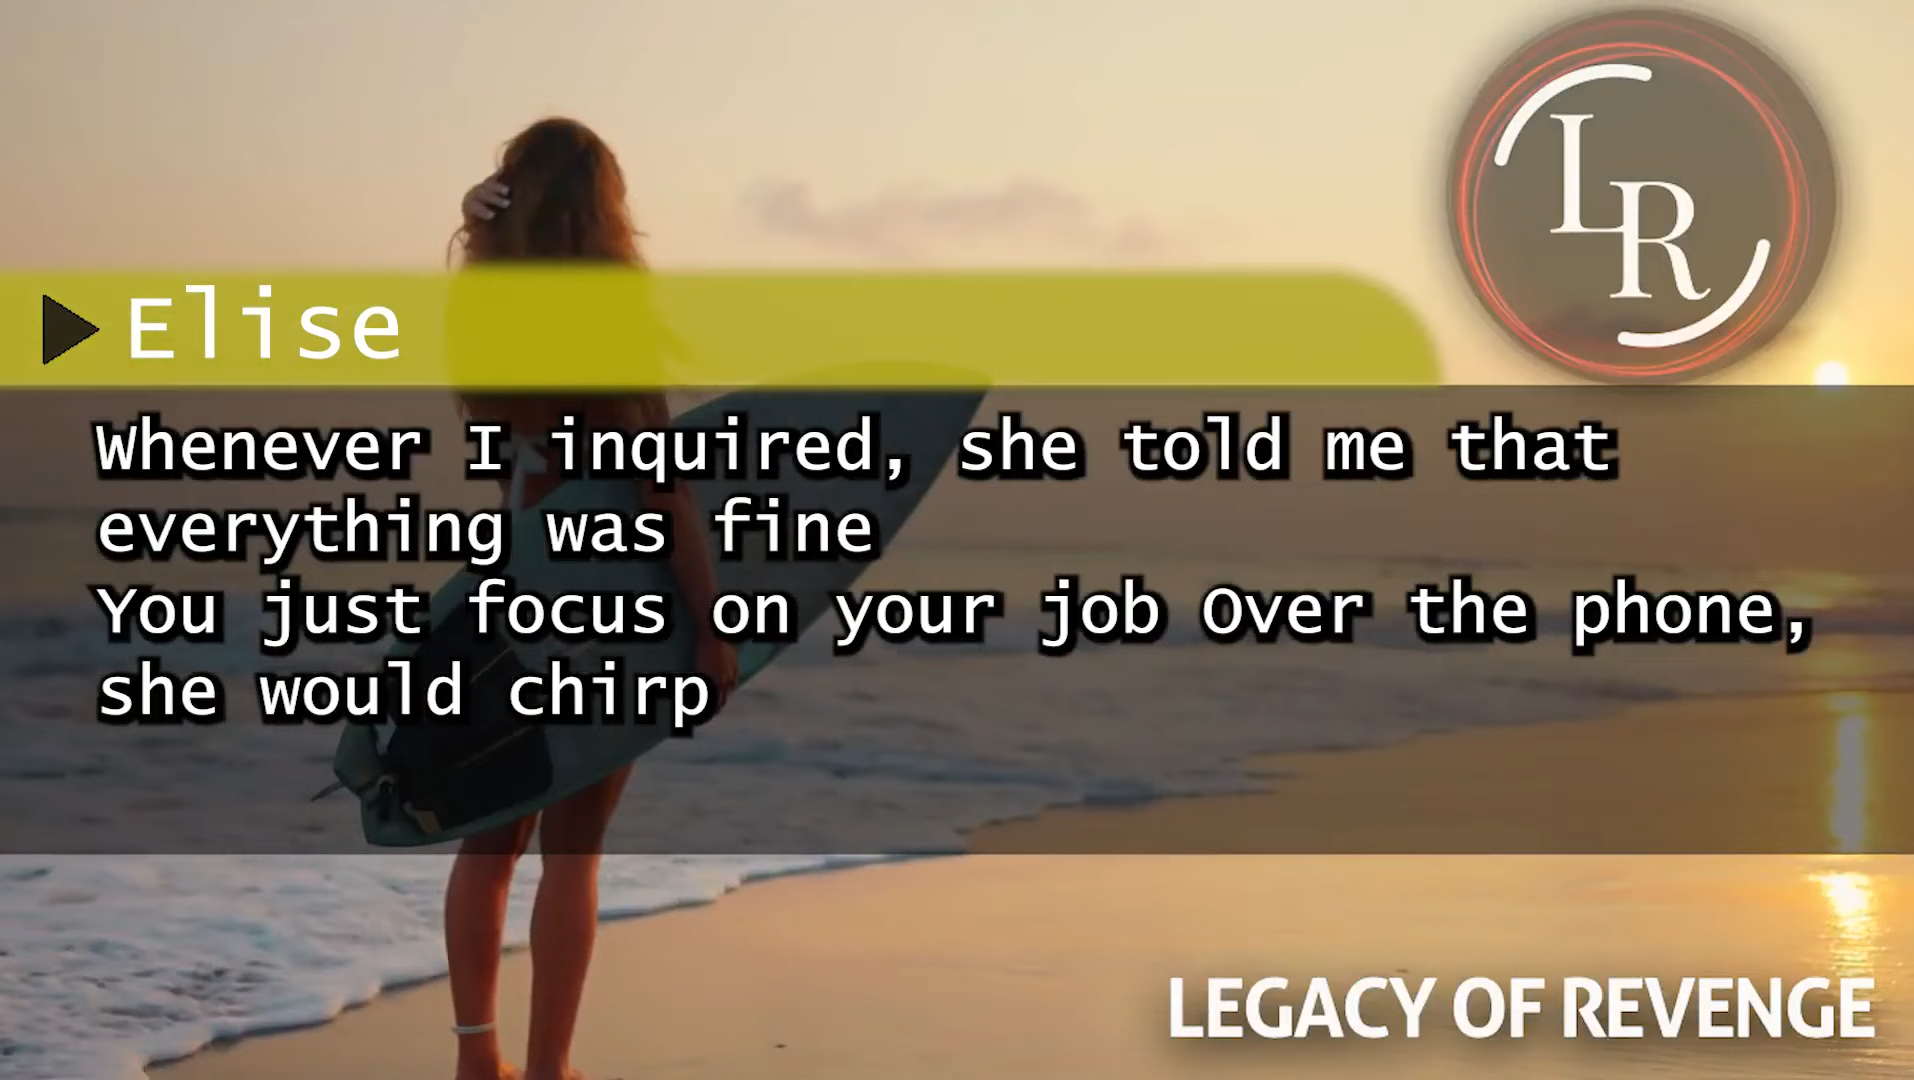 LR
Elise
Whenever I inquired, she told me that
everything was fine
You just focus on your job Over the phone,
she would chirp
LEGACY OF REVENGE